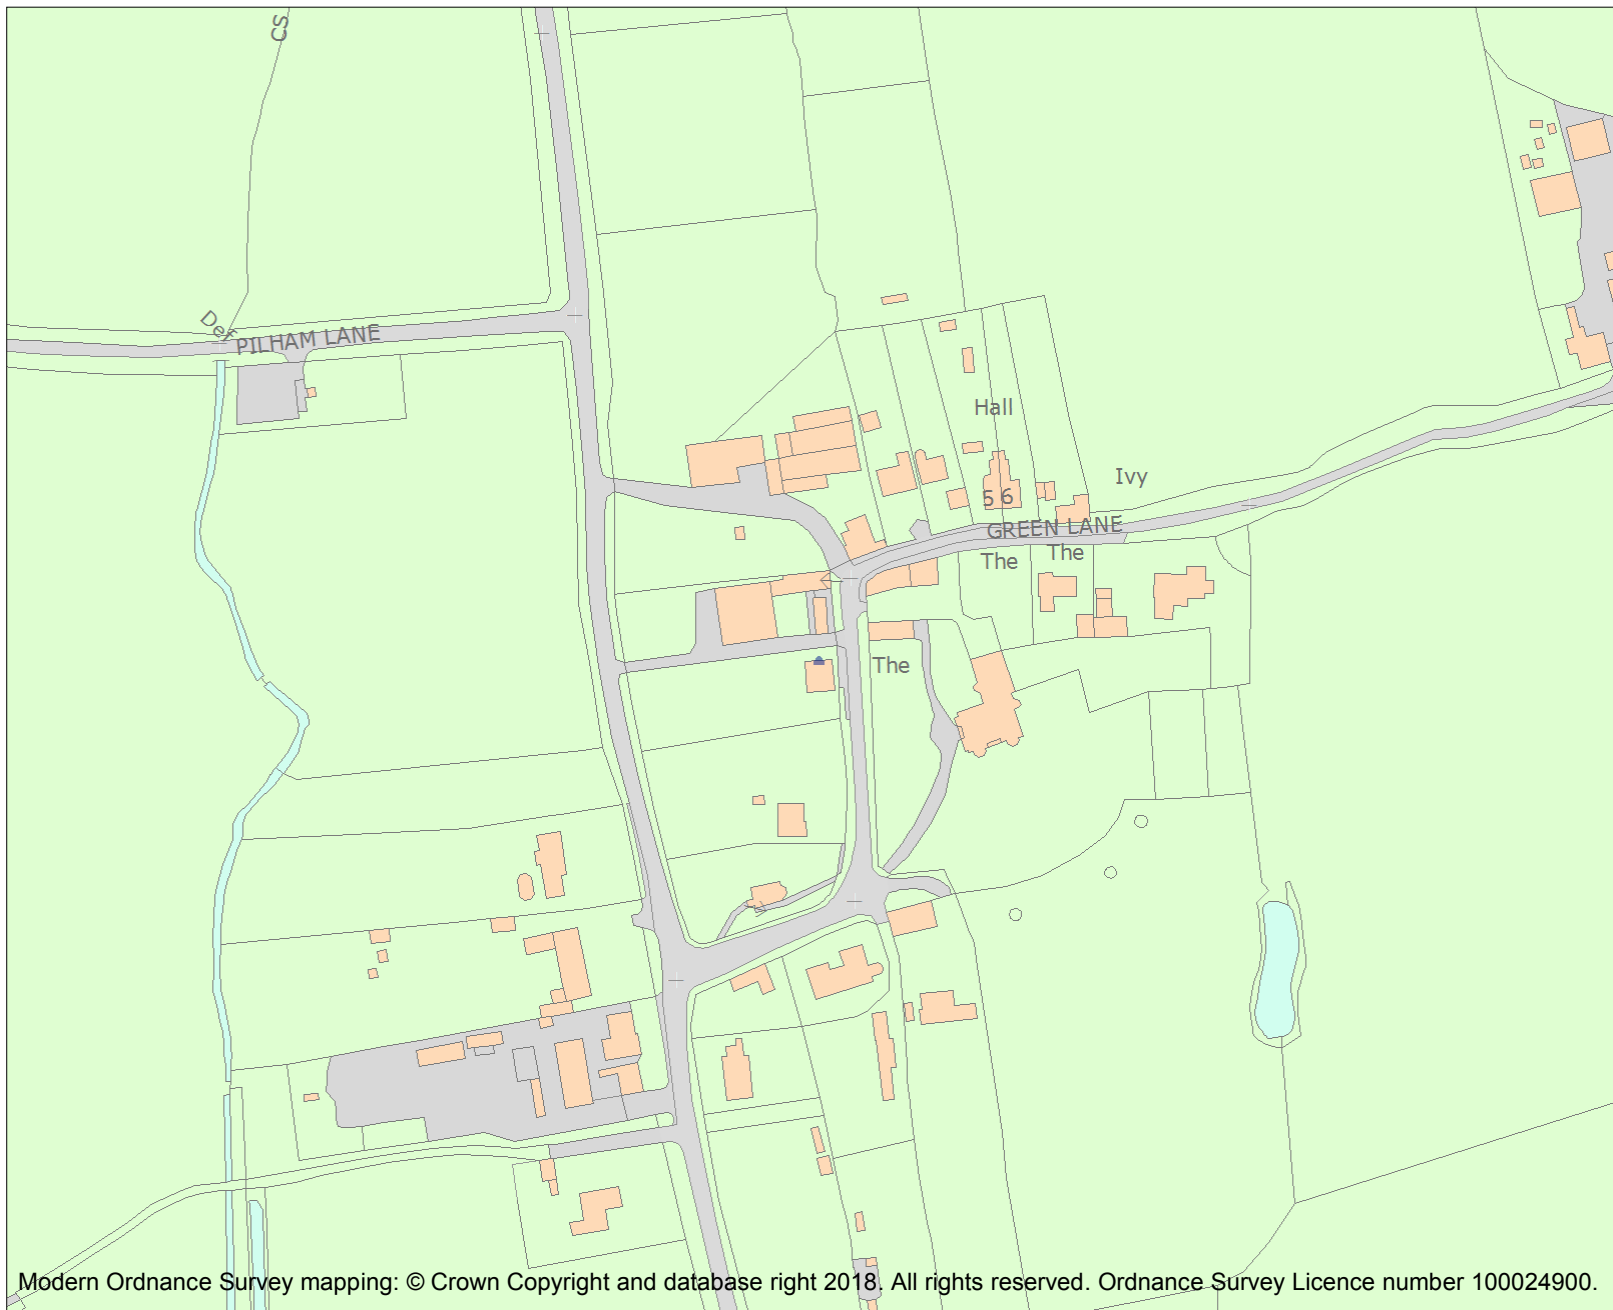 CS
Def
PILHAM LANE
Hall
Ivy
5 6
GREEN LANE
The
The
The
Modern Ordnance Survey mapping: © Crown Copyright and database right 2018. All rights reserved. Ordnance Survey Licence number 100024900.